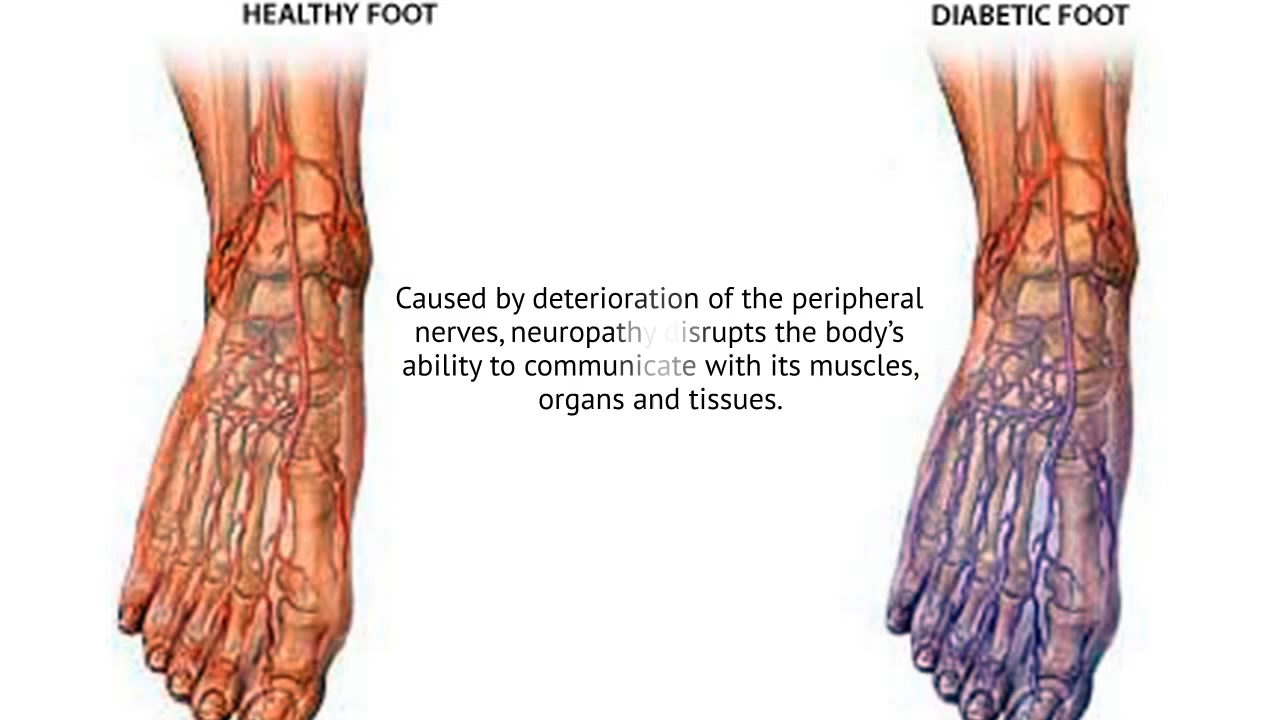 HEALTHY FOOT
DIABETIC FOOT
Caused by deterioration of the peripheral
nerves, neuropathy disrupts the body’s
ability to communicate with its muscles,
organs and tissues.